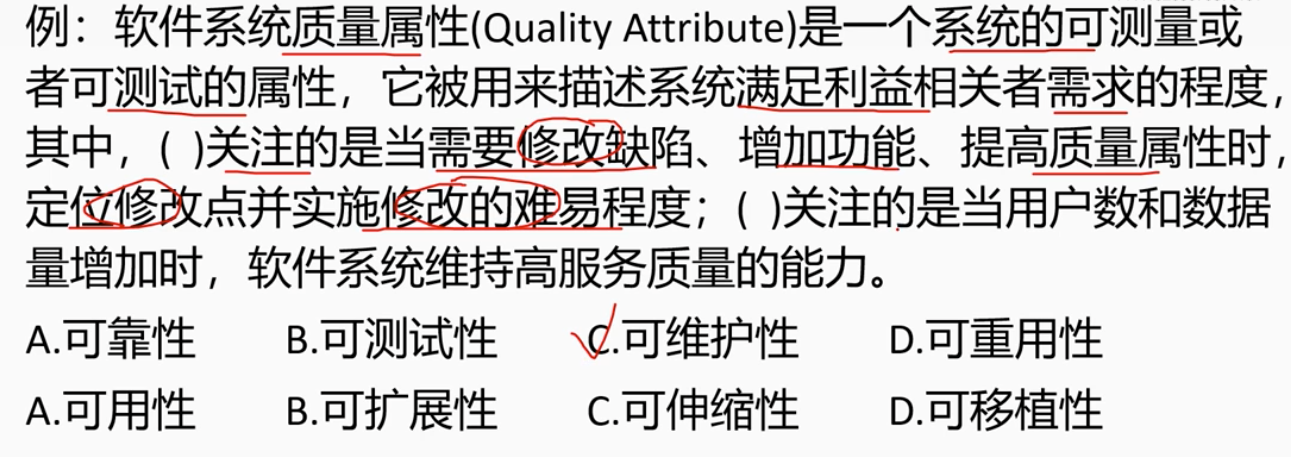 例：软件系统质量属性(Quality Attribute)是一个系统的可测量或
者可测试的属性，它被用来描述系统满足利益相关者需求的程度，
其中，( )关注的是当需要修改缺陷、增加功能、提高质量属性时，
定位修改点并实施修改的难易程度；( )关注的是当用户数和数据
量增加时，软件系统维持高服务质量的能力。
A.可靠性 B.可测试性 C.可维护性 D.可重用性
A.可用性 B.可扩展性 C.可伸缩性 D.可移植性